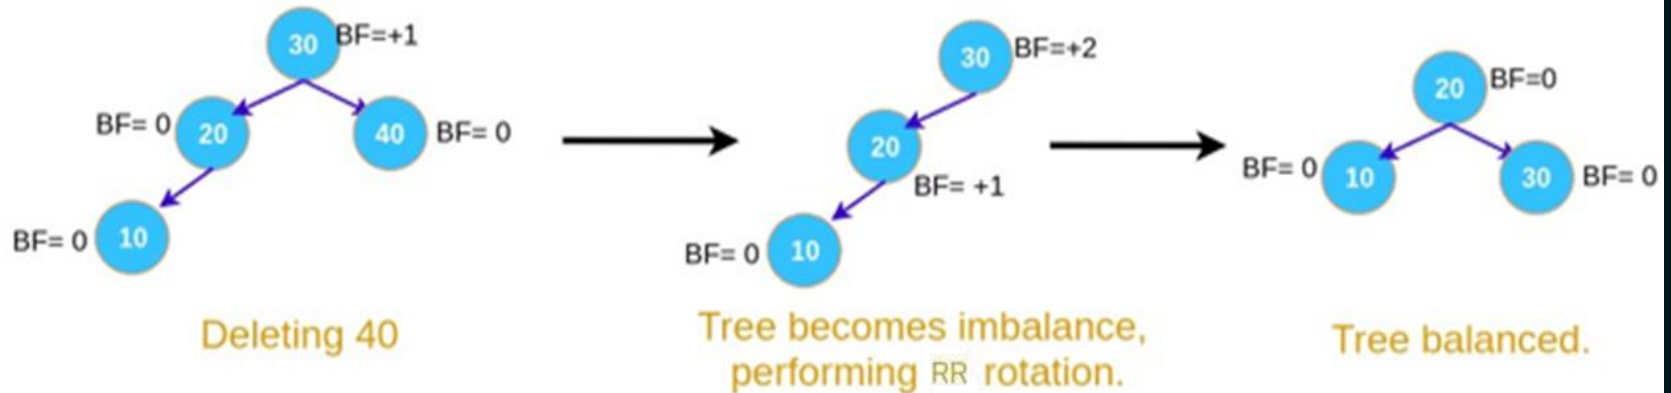 30 BF=+1
BF= 0 20 40 BF= 0
BF= 0 10
Deleting 40
30 BF=+2
20
BF= +1
BF= 0 10
Tree becomes imbalance,
performing RR rotation.
20 BF=0
BF= 0 10 30 BF= 0
Tree balanced.